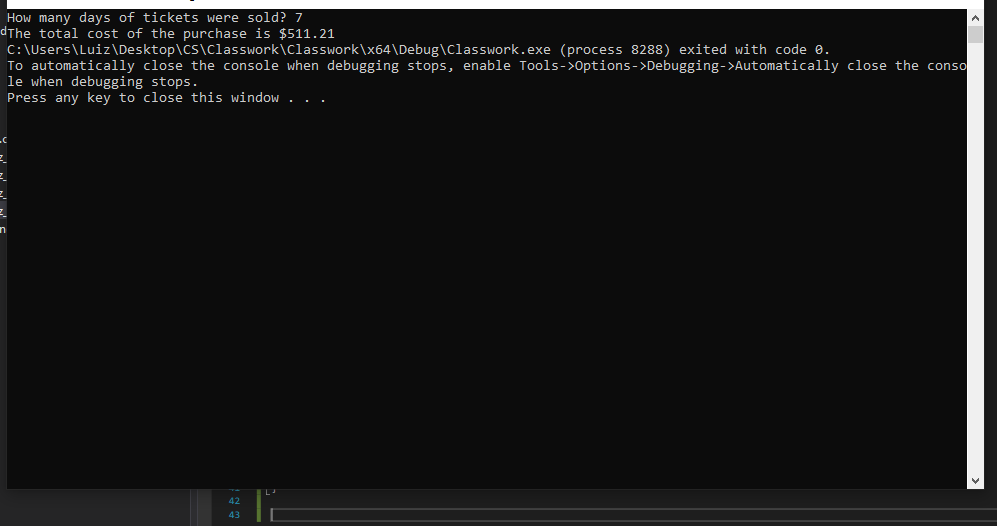 How many days of tickets were sold? 7
The total cost of the purchase is $511.21
C:\Users\Luiz\Desktop\CS\Classwork\Classwork\x64\Debug\Classwork.exe (process 8288) exited with code 0.
To automatically close the console when debugging stops, enable Tools->Options->Debugging->Automatically close the conso
le when debugging stops.
Press any key to close this window . . .
42
43